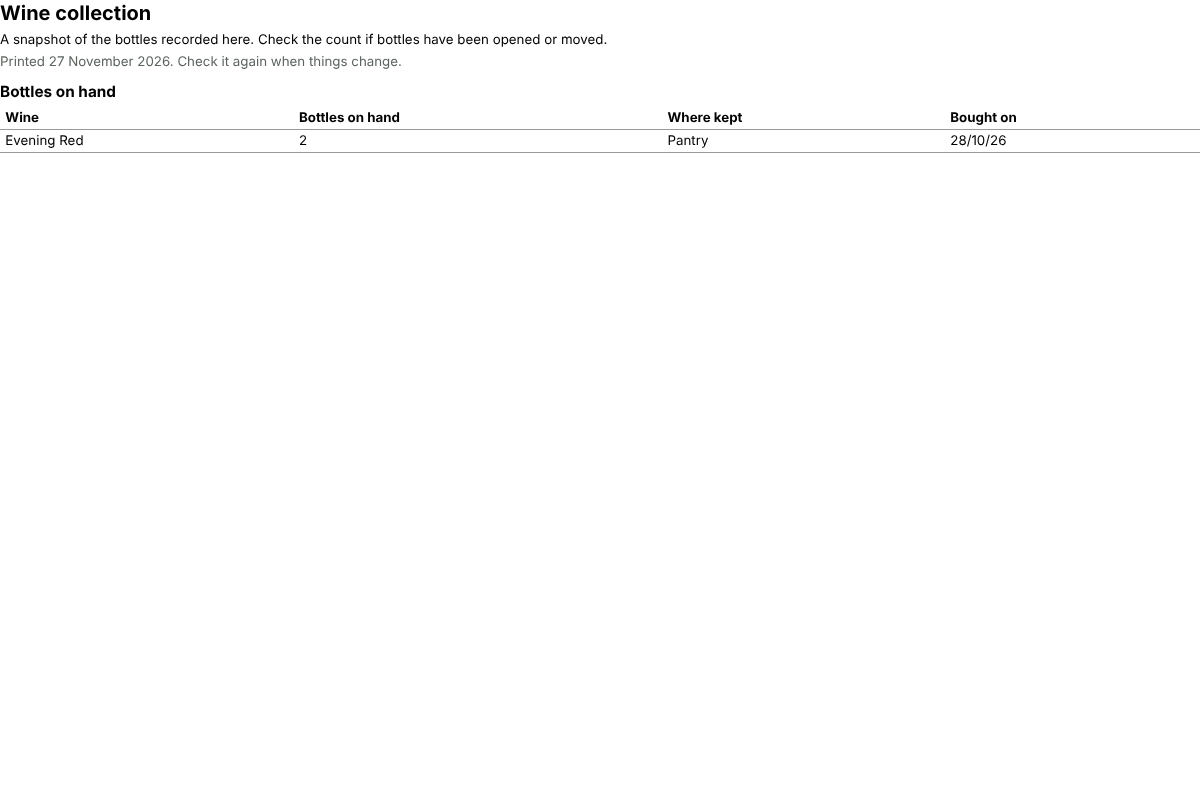 Wine collection
A snapshot of the bottles recorded here. Check the count if bottles have been opened or moved.
Printed 27 November 2026. Check it again when things change.
Bottles on hand
Wine Bottles on hand Where kept Bought on
Evening Red 2 Pantry 28/10/26